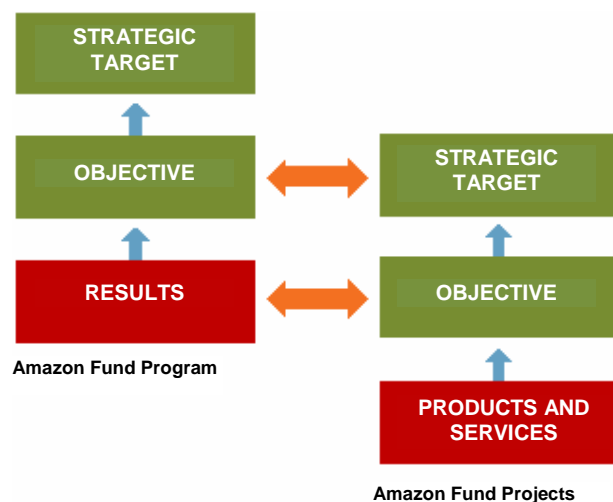 STRATEGIC
TARGET
OBJECTIVE
RESULTS
Amazon Fund Program
STRATEGIC
TARGET
OBJECTIVE
PRODUCTS AND
SERVICES
Amazon Fund Projects